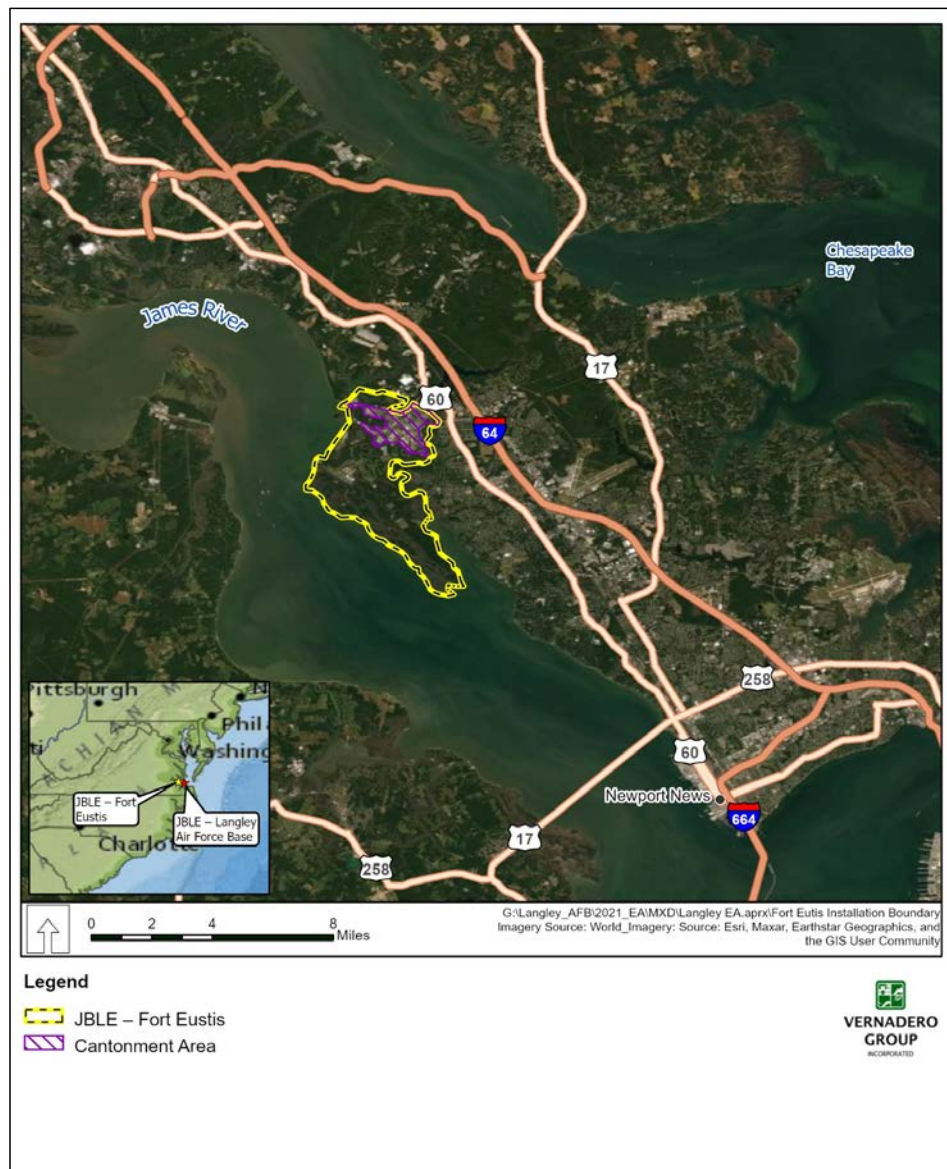 Chesapeake
Bay
James River
17
60
64
258
60
Newport News
664
17
258
Pittsburgh
Phil
Washing
JBLE – Fort
Eustis
JBLE – Langley
Air Force Base
Charlotte
0 4 8
Miles
G:\Langley_AFB\2021_EA\MXD\Langley EA.aprx\Fort Eutis Installation Boundary
Imagery Source: World_Imagery: Source: Esri, Maxar, Earthstar Geographics, and
the GIS User Community
Legend
JBLE – Fort Eustis
Cantonment Area
VERNADERO
GROUP
INCORPORATED